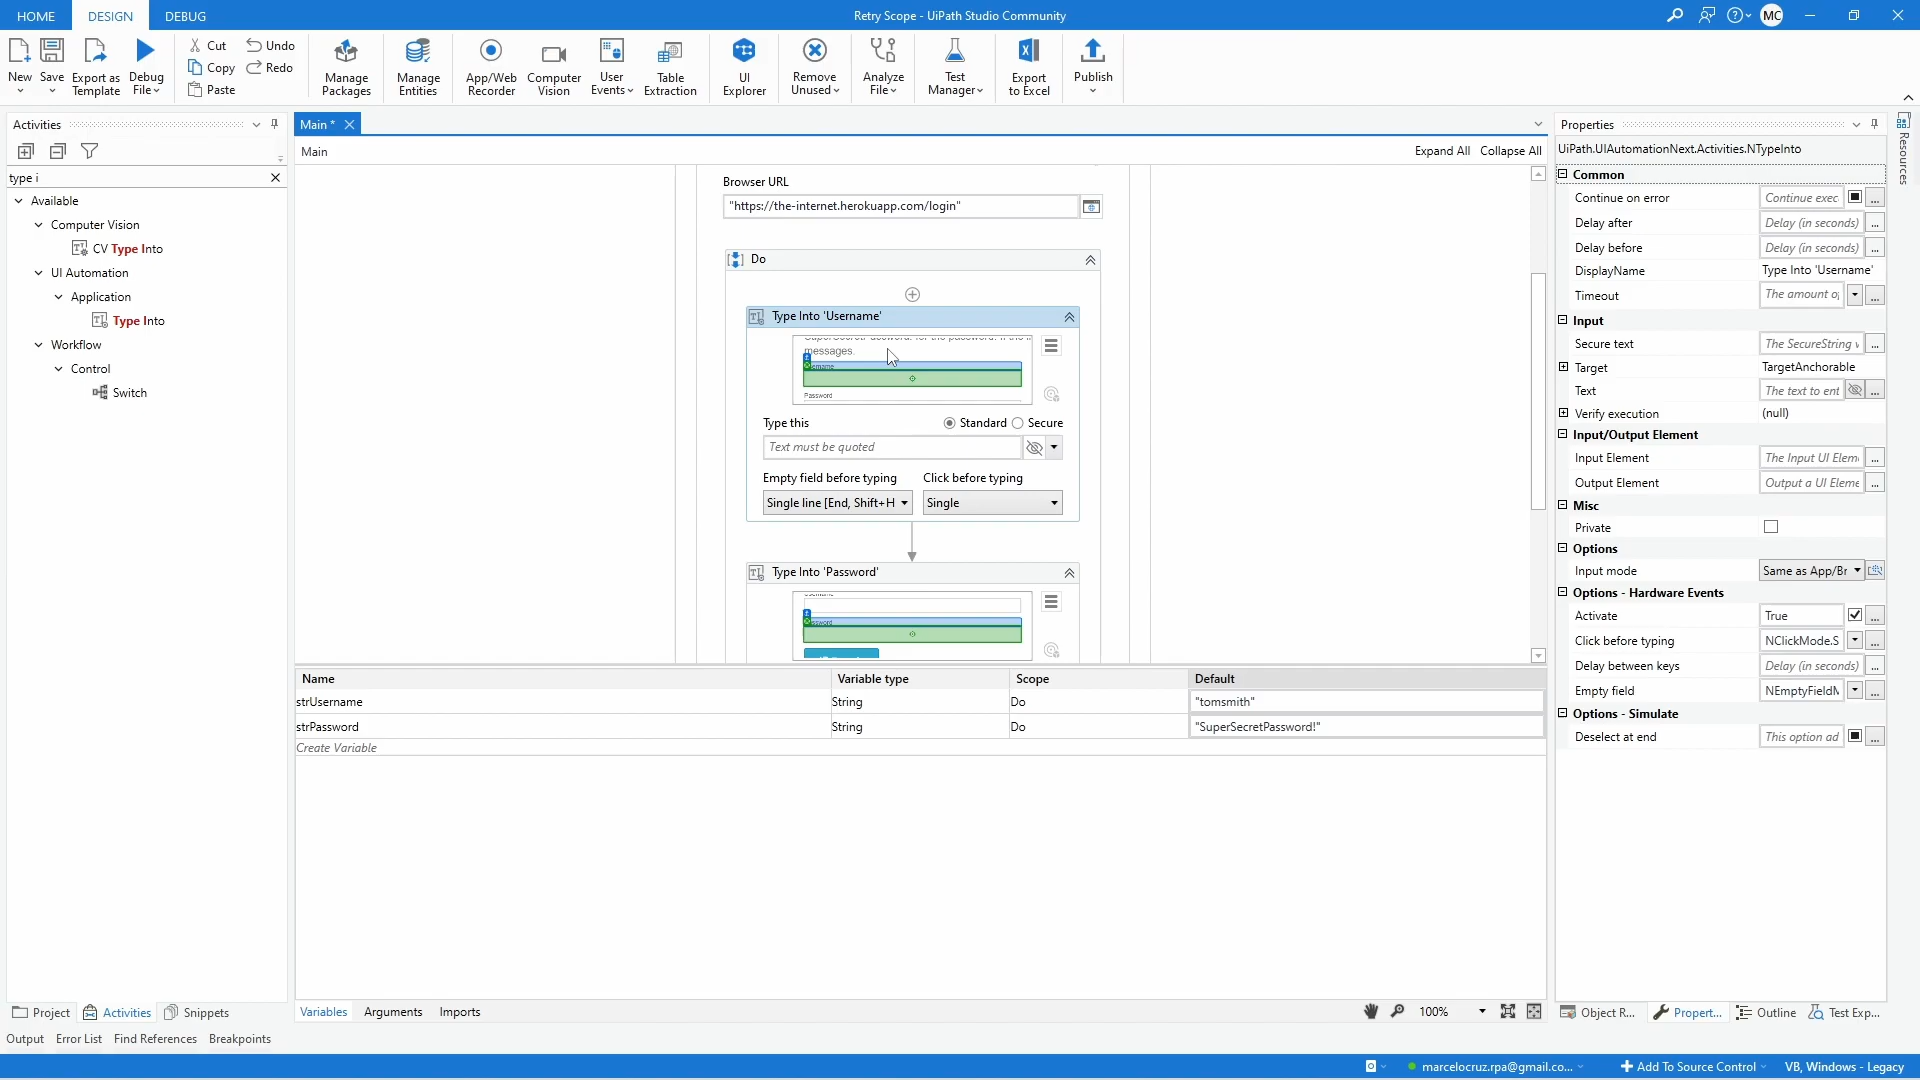 HOME DESIGN DEBUG
Retry Scope - UiPath Studio Community
MC
New Save Export as Template Debug File
Cut Copy Paste Undo Redo
Manage Packages Manage Entities App/Web Recorder Computer Vision User Events Table Extraction UI Explorer Remove Unused Analyze File Test Manager Export to Excel Publish
Activities
type i
Available
Computer Vision
CV Type Into
UI Automation
Application
Type Into
Workflow
Control
Switch
Project Activities Snippets
Main *
Main
Expand All Collapse All
Browser URL
"https://the-internet.herokuapp.com/login"
Do
Type Into 'Username'
messages.
Password
Type this
Standard Secure
Text must be quoted
Empty field before typing Click before typing
Single line [End, Shift+H Single
Type Into 'Password'
Name Variable type Scope Default
strUsername String Do "tomsmith"
strPassword String Do "SuperSecretPassword!"
Create Variable
Variables Arguments Imports
100%
Properties
UiPath.UIAutomationNext.Activities.NTypeInto
Common
Continue on error Continue exec ...
Delay after Delay (in seconds) ...
Delay before Delay (in seconds) ...
DisplayName Type Into 'Username'
Timeout The amount o ...
Input
Secure text The SecureString ...
Target TargetAnchorable
Text The text to ent ...
Verify execution (null)
Input/Output Element
Input Element The Input UI Elem ...
Output Element Output a UI Eleme ...
Misc
Private
Options
Input mode Same as App/Br
Options - Hardware Events
Activate True ...
Click before typing NClickMode.S ...
Delay between keys Delay (in seconds) ...
Empty field NEmptyFieldM ...
Options - Simulate
Deselect at end This option ad ...
Object R... Propert... Outline Test Exp...
Resources
Output Error List Find References Breakpoints
marcelocruz.rpa@gmail.co... Add To Source Control VB, Windows - Legacy